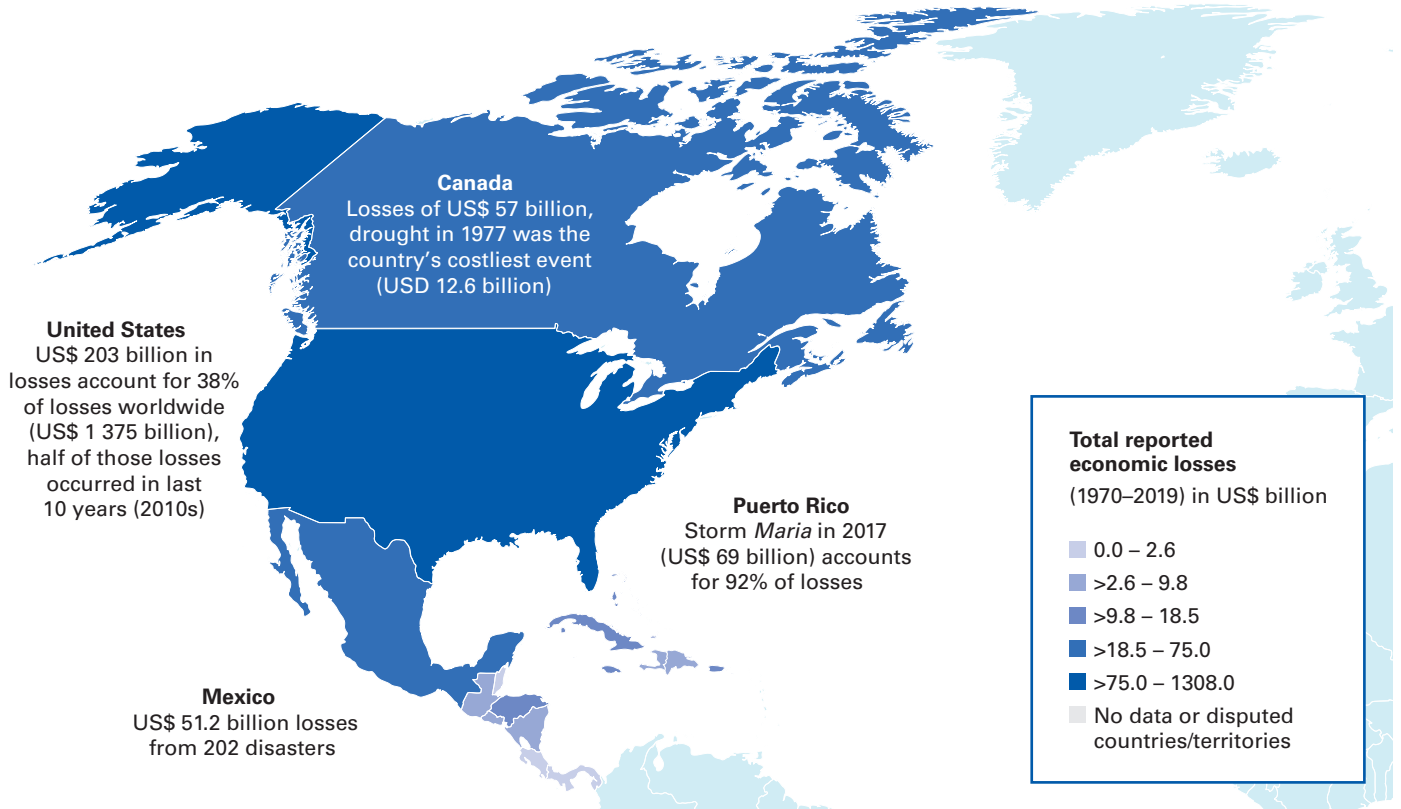 Canada
Losses of US$ 57 billion,
drought in 1977 was the
country's costliest event
(USD 12.6 billion)
United States
US$ 203 billion in
losses account for 38%
of losses worldwide
(US$ 1 375 billion),
half of those losses
occurred in last
10 years (2010s)
Puerto Rico
Storm Maria in 2017
(US$ 69 billion) accounts
for 92% of losses
Mexico
US$ 51.2 billion losses
from 202 disasters
Total reported
economic losses
(1970–2019) in US$ billion
0.0 – 2.6
>2.6 – 9.8
>9.8 – 18.5
>18.5 – 75.0
>75.0 – 1308.0
No data or disputed
countries/territories